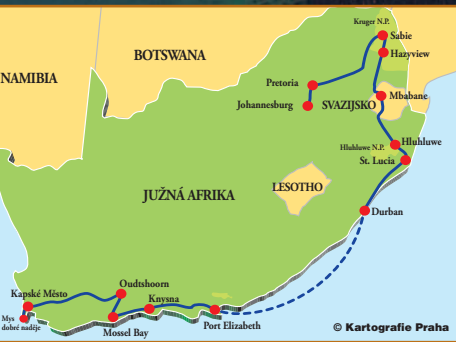 Kruger N.P.
Sabie
BOTSWANA
Hazyview
NAMIBIA
Pretoria
Mbabane
Johannesburg
SVAZIJSKO
Hluhluwe
Hluhluwe N.P.
St. Lucia
LESOTHO
JUŽNÁ AFRIKA
Durban
Oudtshoorn
Kapské Město
Knysna
Mys
dobré naděje
Mossel Bay
Port Elizabeth
© Kartografie Praha